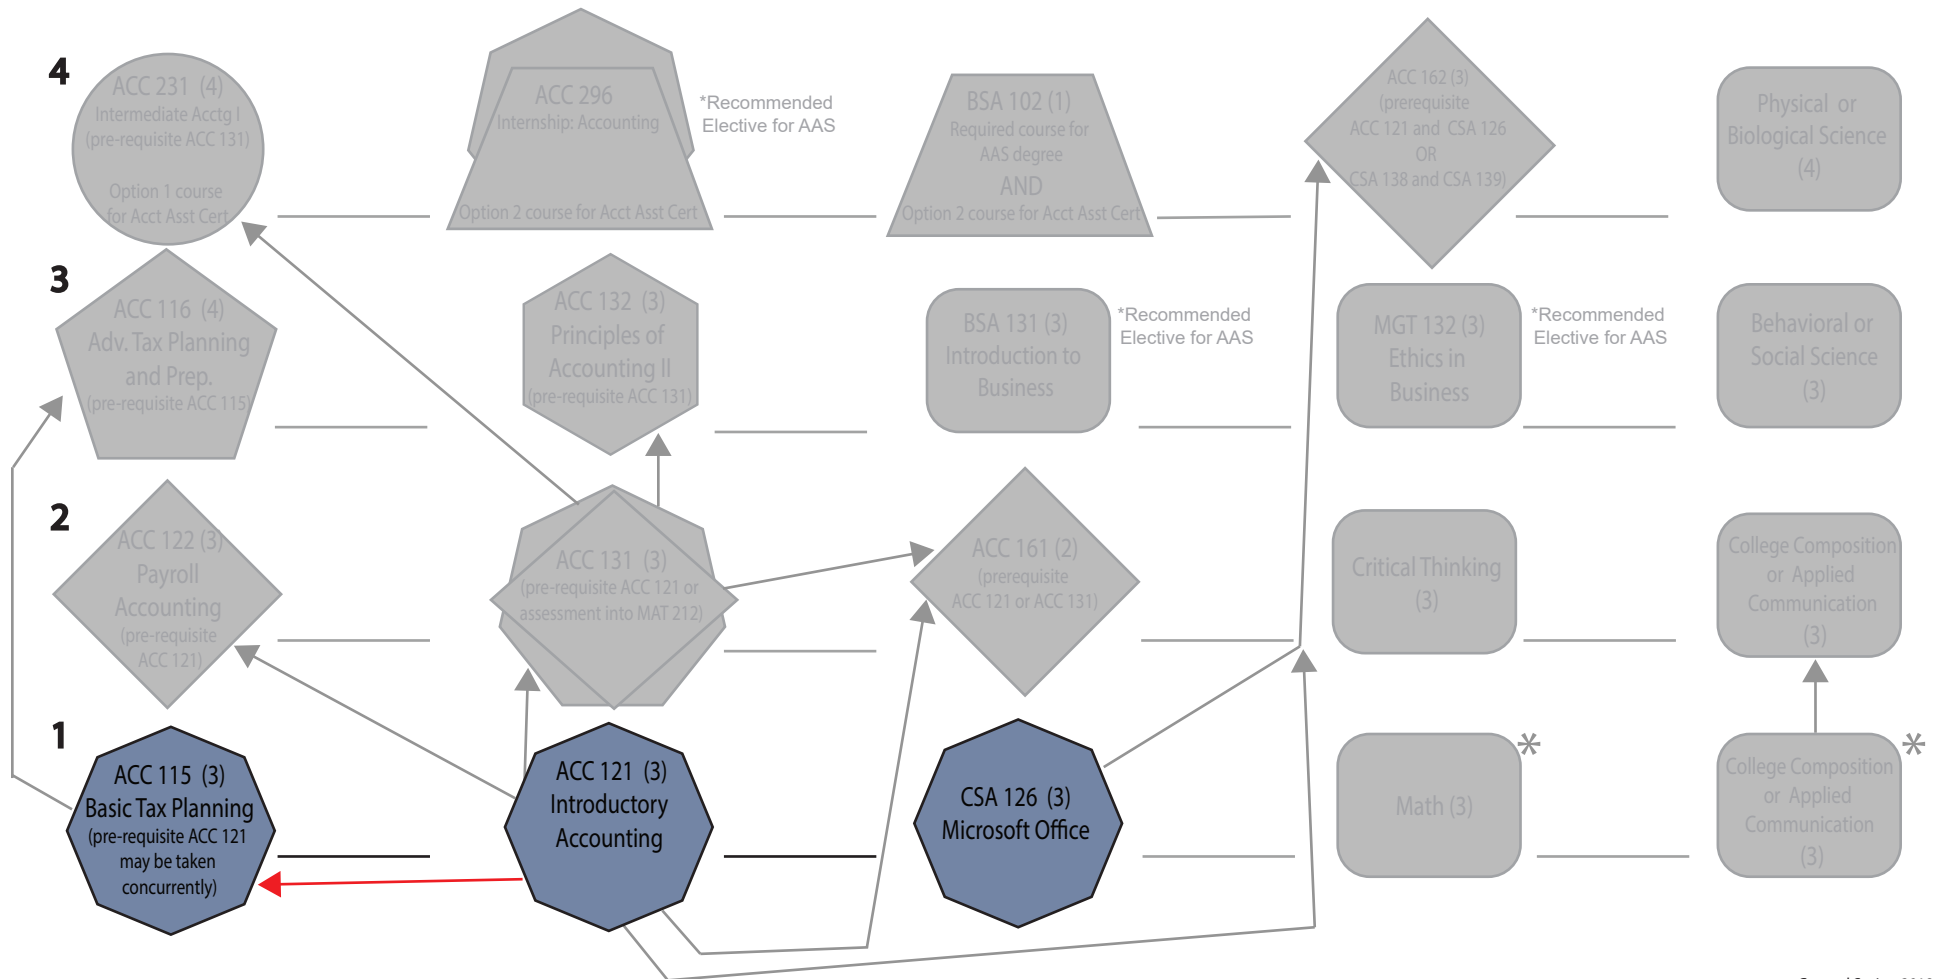 4
ACC 231 (4)
Intermediate Acctg I
(pre-requisite ACC 131)
Option 1 course
for Acct Asst Cert
ACC 296
Internship: Accounting
Option 2 course for Acct Asst Cert
*Recommended
Elective for AAS
BSA 102 (1)
Required course for
AAS degree
AND
Option 2 course for Acct Asst Cert
ACC 162 (3)
(prerequisite
ACC 121 and CSA 126
OR
CSA 138 and CSA 139)
Physical or
Biological Science
(4)
3
ACC 116 (4)
Adv. Tax Planning
and Prep.
(pre-requisite ACC 115)
ACC 132 (3)
Principles of
Accounting II
(pre-requisite ACC 131)
BSA 131 (3)
Introduction to
Business
*Recommended
Elective for AAS
MGT 132 (3)
Ethics in
Business
*Recommended
Elective for AAS
Behavioral or
Social Science
(3)
2
ACC 122 (3)
Payroll
Accounting
(pre-requisite
ACC 121)
ACC 131 (3)
(pre-requisite ACC 121 or
assessment into MAT 212)
ACC 161 (2)
(prerequisite
ACC 121 or ACC 131)
Critical Thinking
(3)
College Composition
or Applied
Communication
(3)
1
ACC 115 (3)
Basic Tax Planning
(pre-requisite ACC 121
may be taken
concurrently)
ACC 121 (3)
Introductory
Accounting
CSA 126 (3)
Microsoft Office
Math (3)
*
College Composition
or Applied
Communication
(3)
*